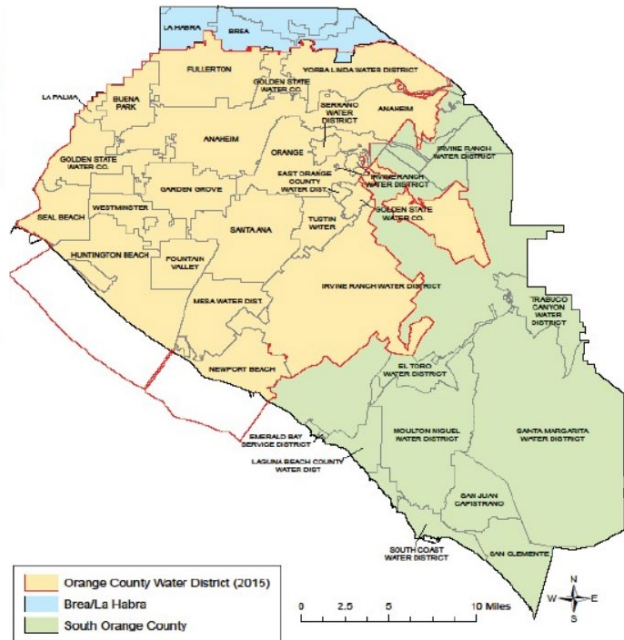 LA HABRA
BREA
FULLERTON
YORBA LINDA WATER DISTRICT
GOLDEN STATE
WATER CO.
LA PALMA
BUENA
PARK
SERRANO
WATER
DISTRICT
ANAHEIM
ANAHEIM
ORANGE
IRVINE RANCH
WATER DISTRICT
GOLDEN STATE
WATER CO.
EAST ORANGE
COUNTY
WATER DIST.
IRVINE RANCH
WATER DISTRICT
GARDEN GROVE
WESTMINSTER
SEAL BEACH
GOLDEN STATE
WATER CO.
TUSTIN
WATER
SANTA ANA
HUNTINGTON BEACH
FOUNTAIN
VALLEY
IRVINE RANCH WATER DISTRICT
MESA WATER DIST.
TRABUCO
CANYON
WATER
DISTRICT
NEWPORT BEACH
EL TORO
WATER DISTRICT
EMERALD BAY
SERVICE DISTRICT
MOULTON NIGUEL
WATER DISTRICT
SANTA MARGARITA
WATER DISTRICT
LAGUNA BEACH COUNTY
WATER DIST
SAN JUAN
CAPISTRANO
SOUTH COAST
WATER DISTRICT
SAN CLEMENTE
Orange County Water District (2015)
Brea/La Habra
South Orange County
0 2.5 5 10 Miles
N
W E
S